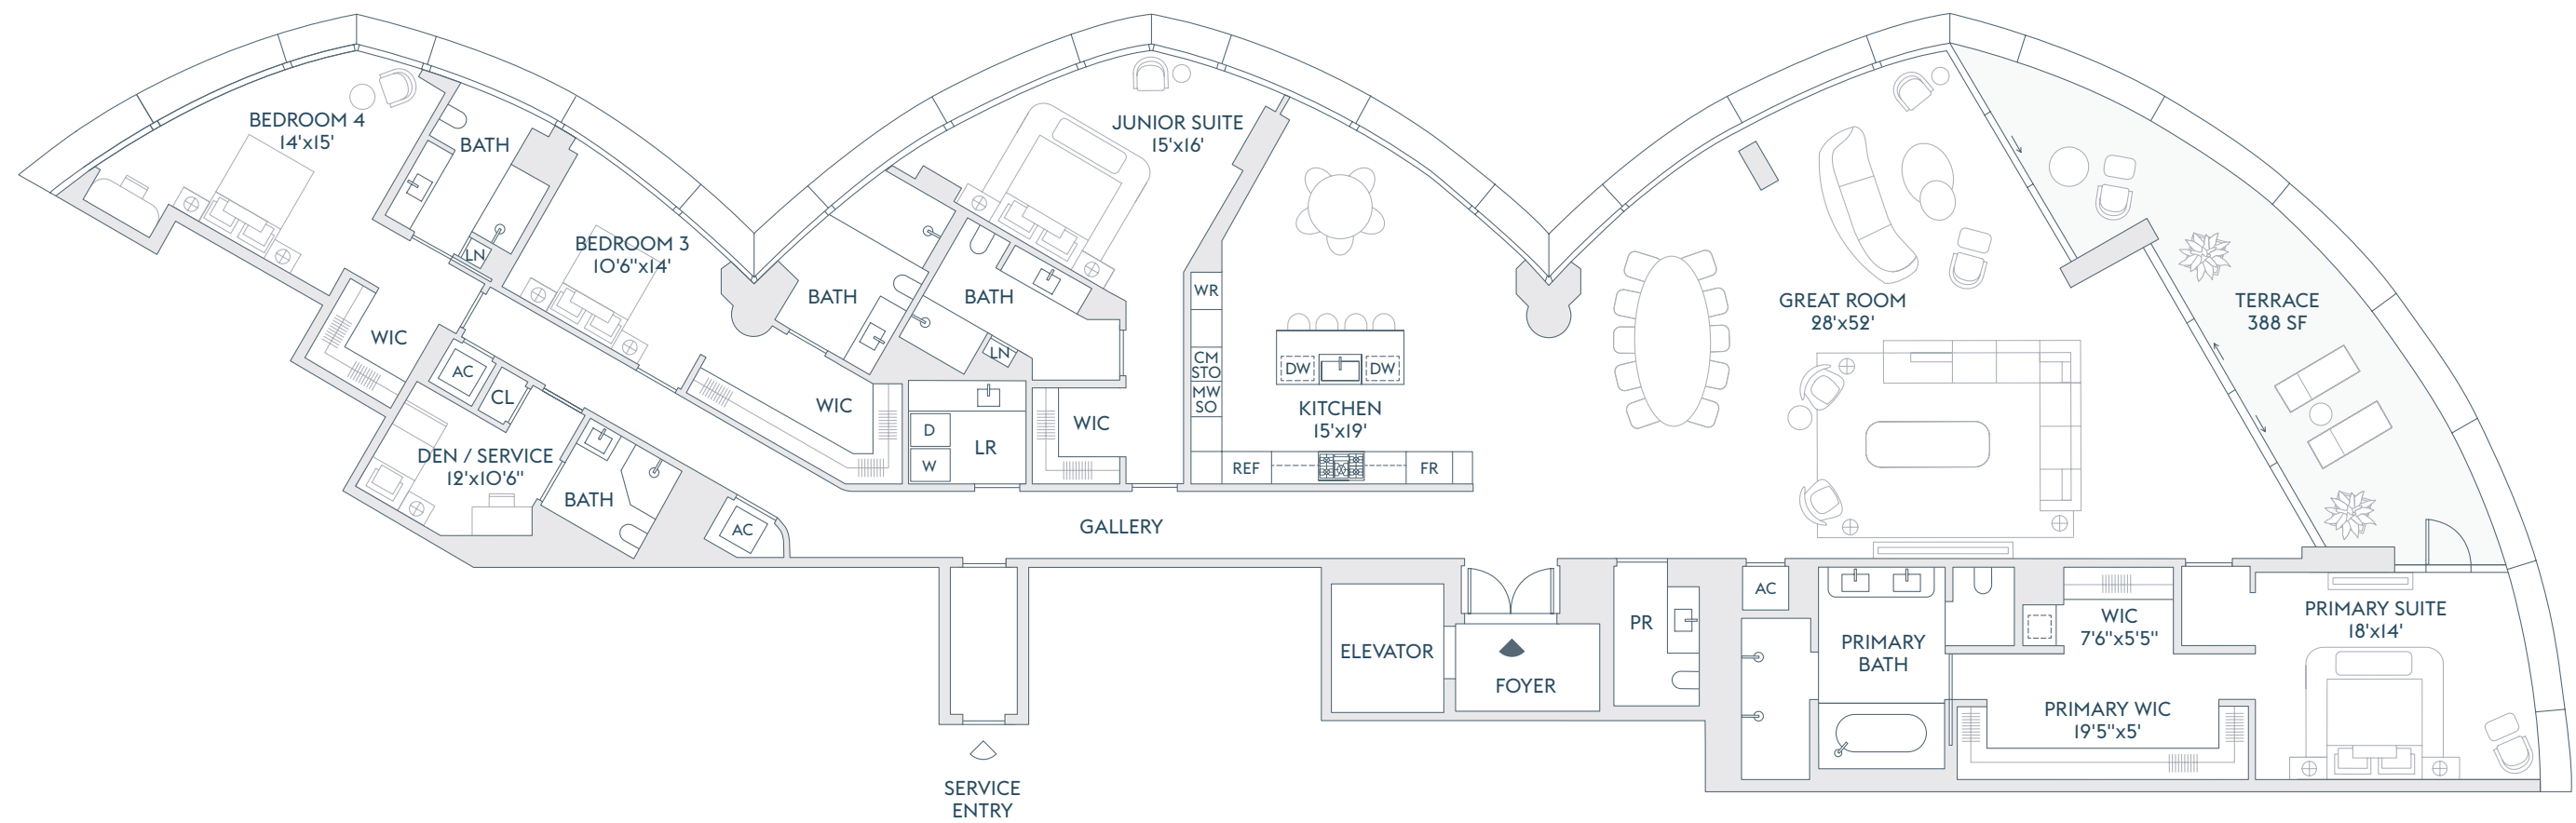 BEDROOM 4
14'x15'
BATH
LN
BEDROOM 3
10'6"x14'
WIC
AC
CL
DEN / SERVICE
12'x10'6"
BATH
AC
BATH
WIC
JUNIOR SUITE
15'x16'
BATH
LN
D
W
LR
WIC
WR
CM
STO
MW
SO
DW
DW
KITCHEN
15'x19'
REF
FR
GALLERY
GREAT ROOM
28'x52'
TERRACE
388 SF
SERVICE
ENTRY
ELEVATOR
FOYER
PR
AC
PRIMARY
BATH
WIC
7'6"x5'5"
PRIMARY WIC
19'5"x5'
PRIMARY SUITE
18'x14'